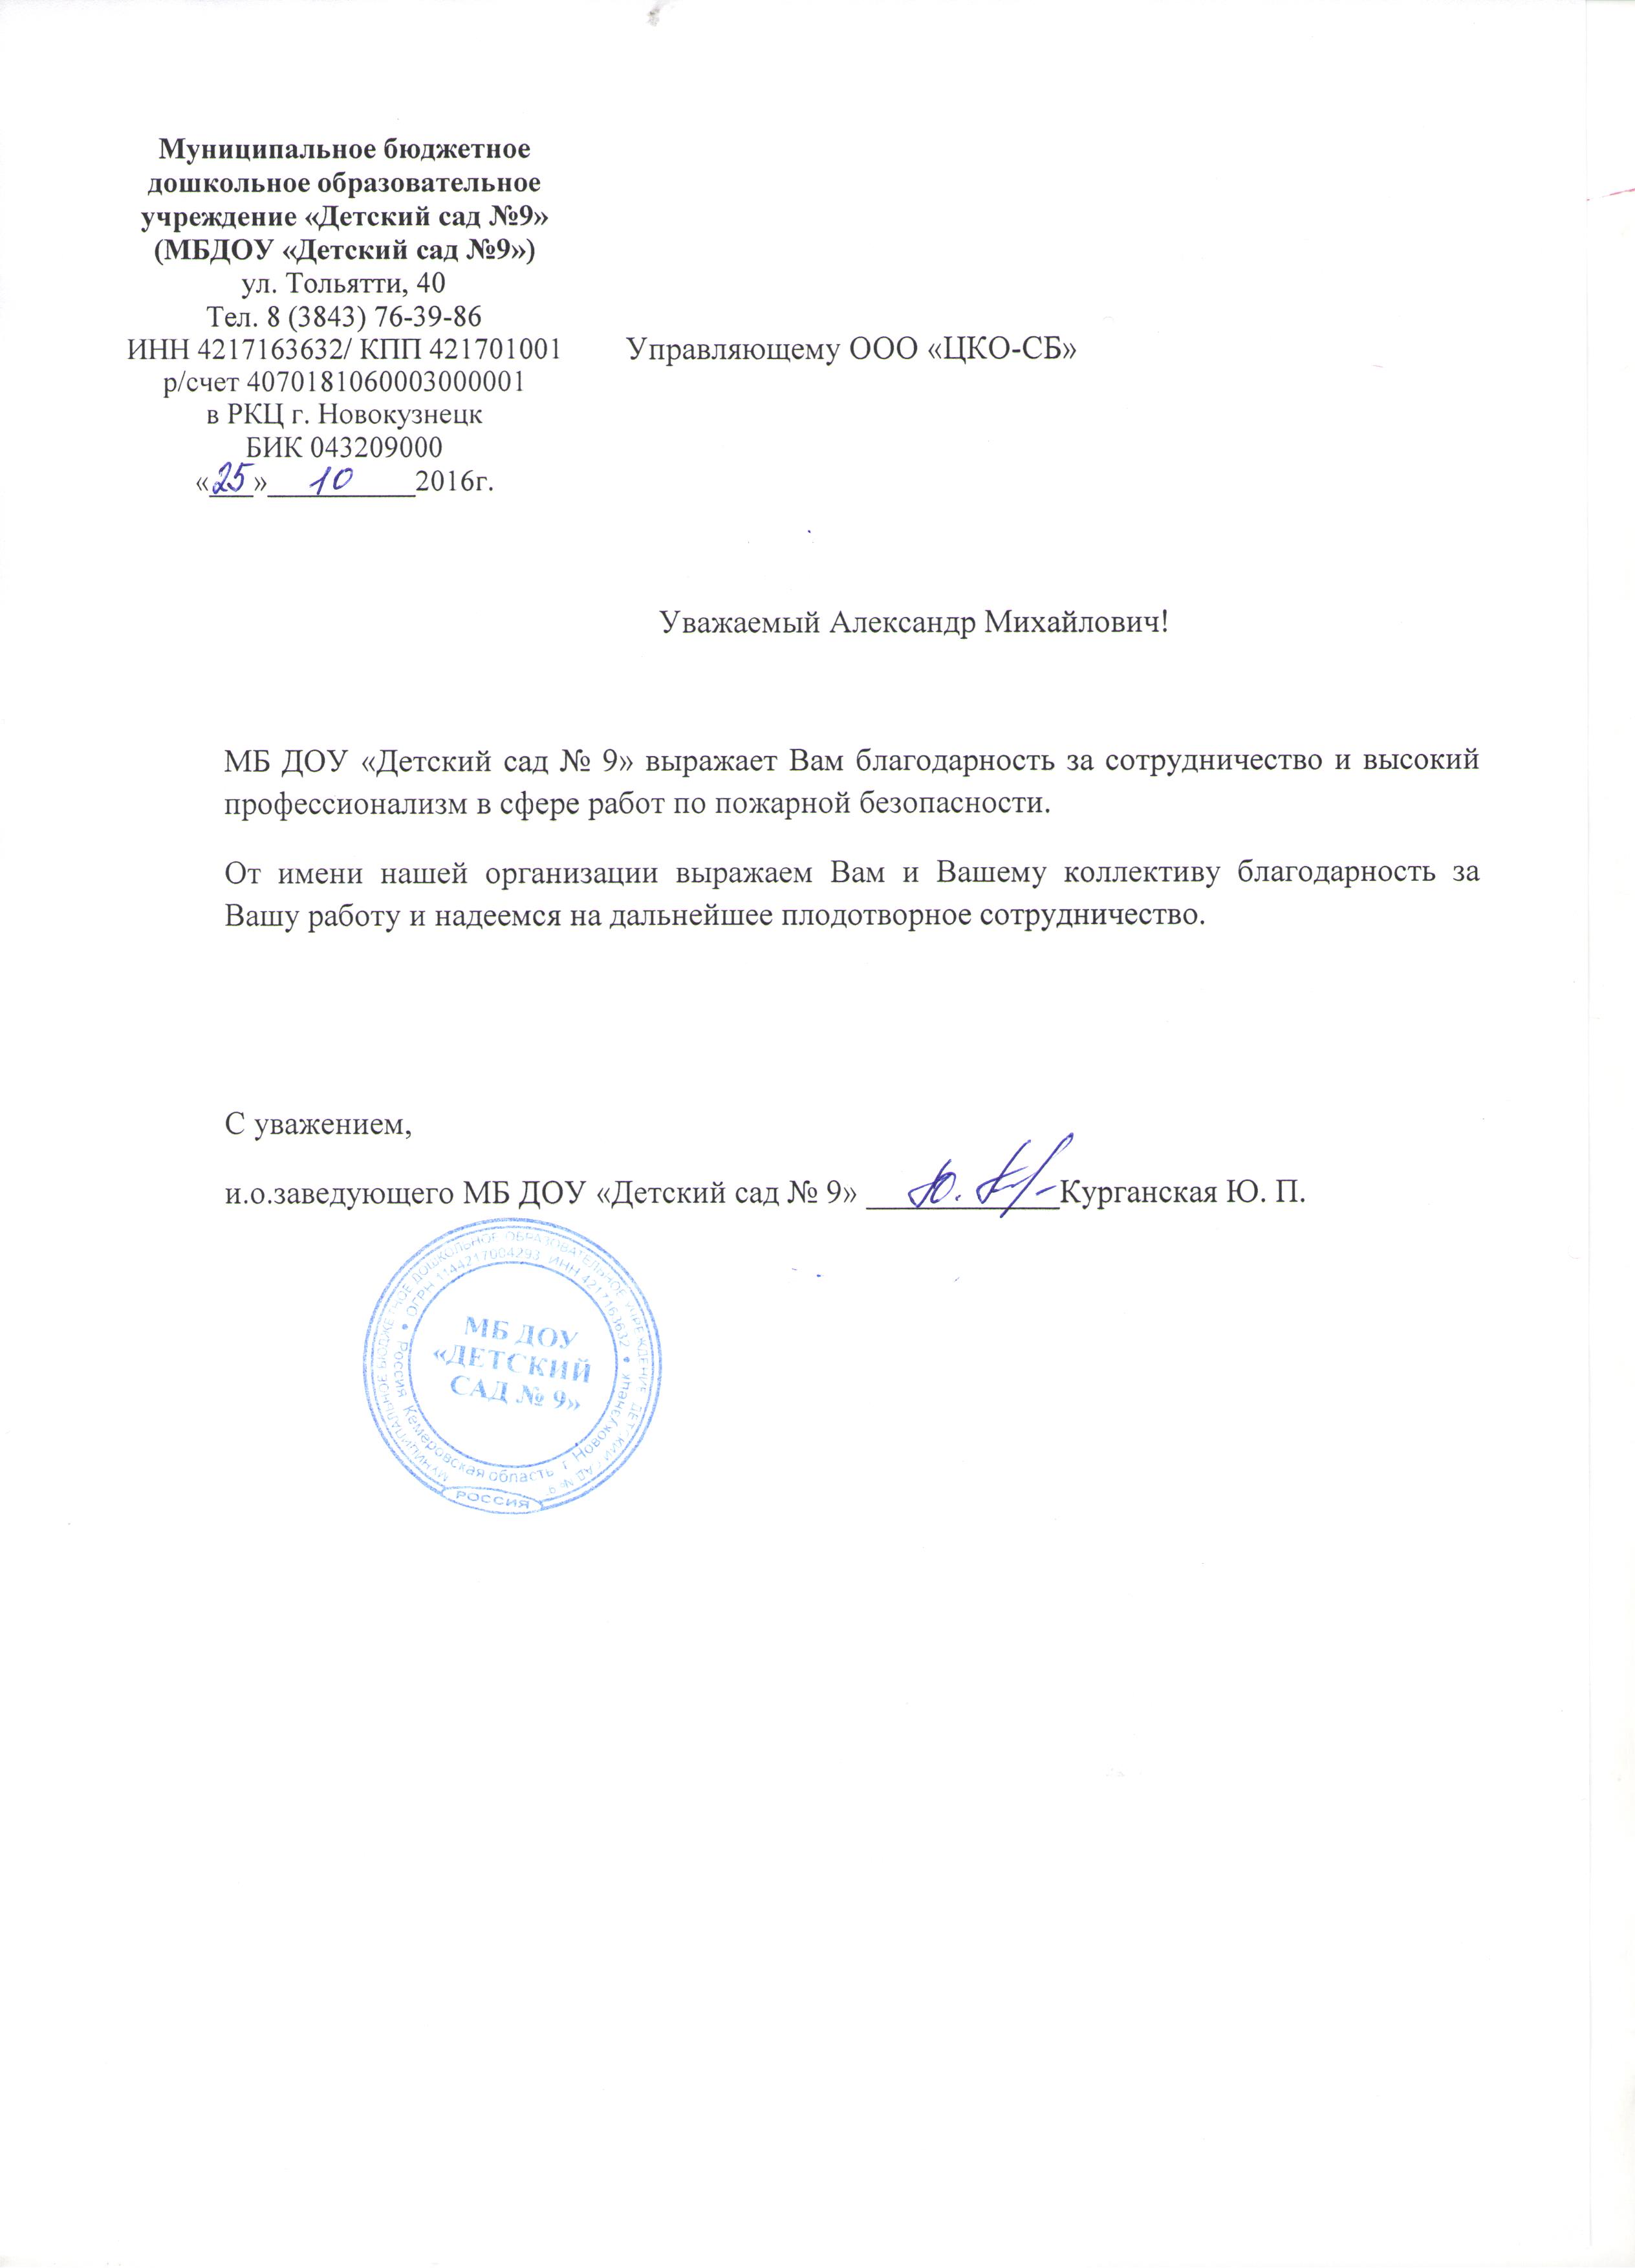 Муниципальное бюджетное
дошкольное образовательное
учреждение «Детский сад №9»
(МБДОУ «Детский сад №9»)
ул. Тольятти, 40
Тел. 8 (3843) 76-39-86
ИНН 4217163632/ КПП 421701001
р/счет 4070181060003000001
в РКЦ г. Новокузнецк
БИК 043209000
«25» 10 2016г.
Управляющему ООО «ЦКО-СБ»
Уважаемый Александр Михайлович!
МБ ДОУ «Детский сад № 9» выражает Вам благодарность за сотрудничество и высокий
профессионализм в сфере работ по пожарной безопасности.
От имени нашей организации выражаем Вам и Вашему коллективу благодарность за
Вашу работу и надеемся на дальнейшее плодотворное сотрудничество.
С уважением,
и.о.заведующего МБ ДОУ «Детский сад № 9» ____________Курганская Ю. П.
МУНИЦИПАЛЬНОЕ БЮДЖЕТНОЕ ДОШКОЛЬНОЕ ОБРАЗОВАТЕЛЬНОЕ УЧРЕЖДЕНИЕ ДЕТСКИЙ САД №
• ОГРН 1144217004293 ИНН 4217163632 •
Россия Кемеровская область г Новокузнецк
МБ ДОУ
«ДЕТСКИЙ
САД № 9»
РОССИЯ